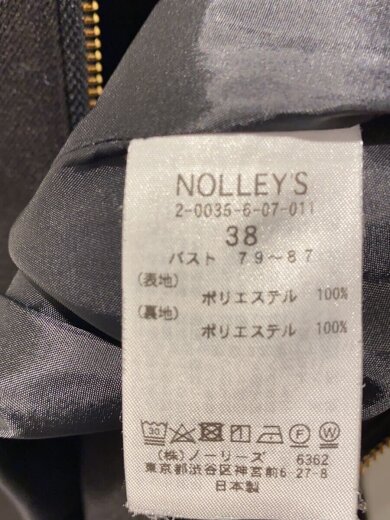 NOLLEY'S
2-0035-6-07-011
38
バスト 79~87
(表地)
ポリエステル 100%
(裏地)
ポリエステル 100%
30 F W
(株)ノーリーズ 6362
東京都渋谷区神宮前6-27-8
日本製